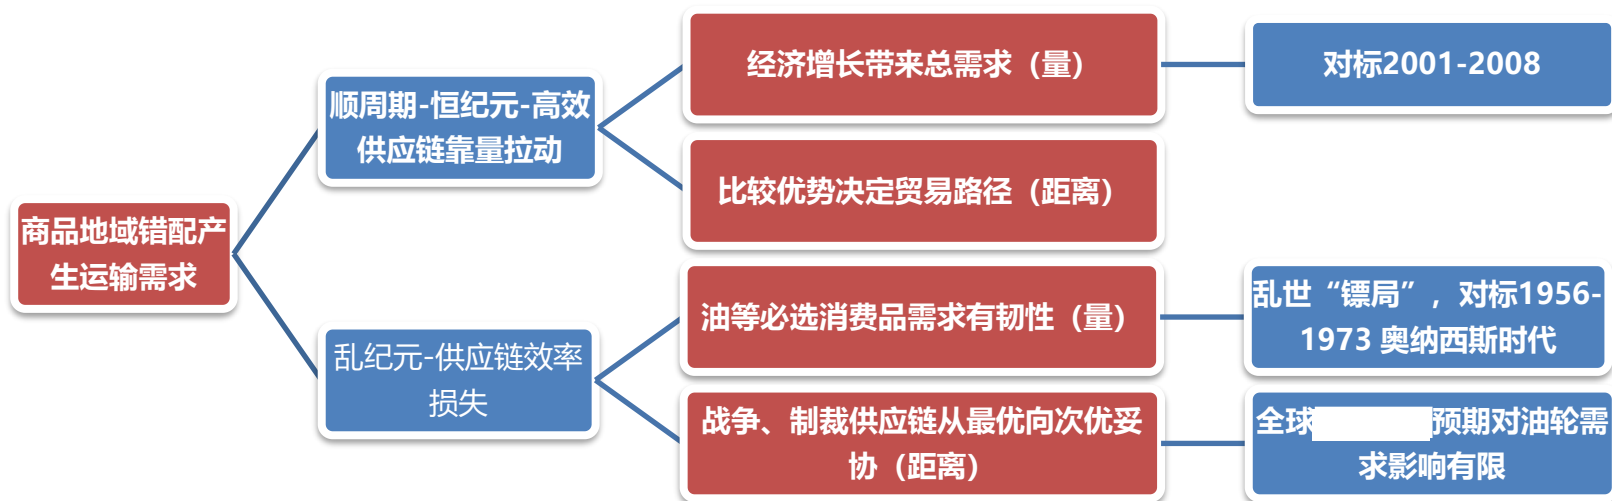 商品地域错配产
生运输需求
顺周期-恒纪元-高效
供应链靠量拉动
乱纪元-供应链效率
损失
经济增长带来总需求（量）
比较优势决定贸易路径（距离）
油等必选消费品需求有韧性（量）
战争、制裁供应链从最优向次优妥
协（距离）
对标2001-2008
乱世“镖局”，对标1956-
1973 奥纳西斯时代
全球 预期对油轮需
求影响有限